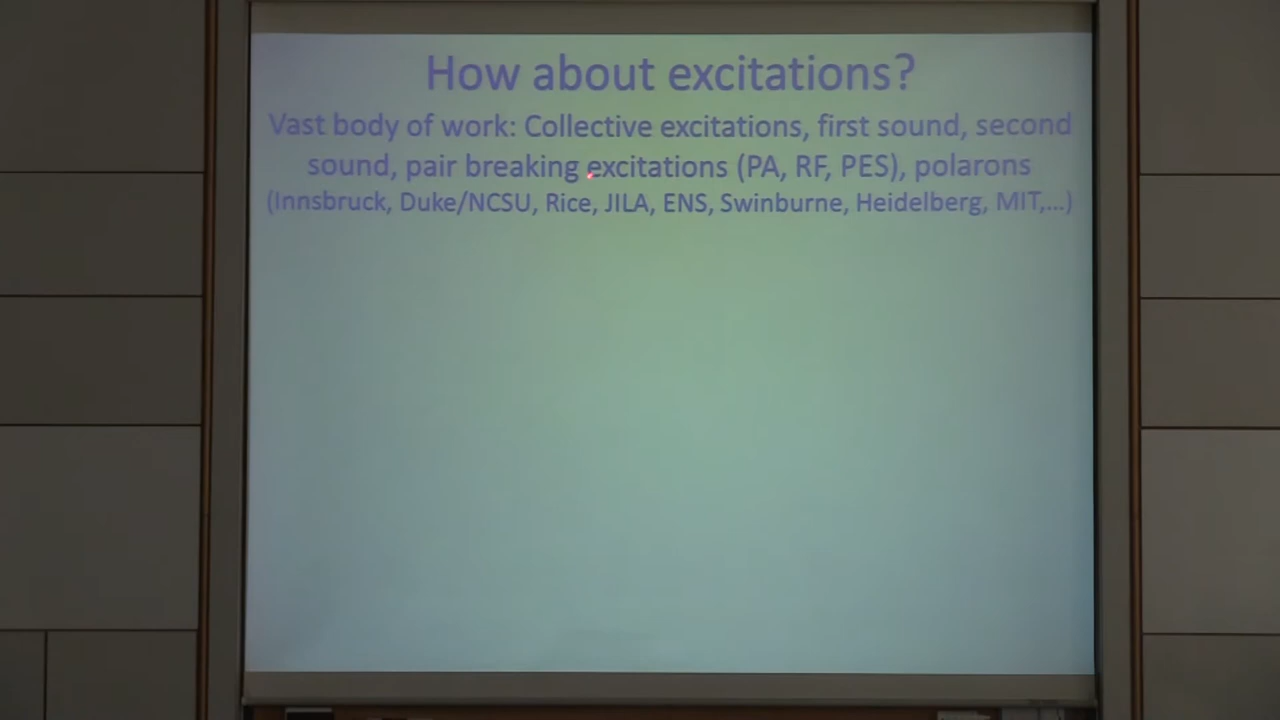 How about excitations?
Vast body of work: Collective excitations, first sound, second
sound, pair breaking excitations (PA, RF, PES), polarons
(Innsbruck, Duke/NCSU, Rice, JILA, ENS, Swinburne, Heidelberg, MIT,...)